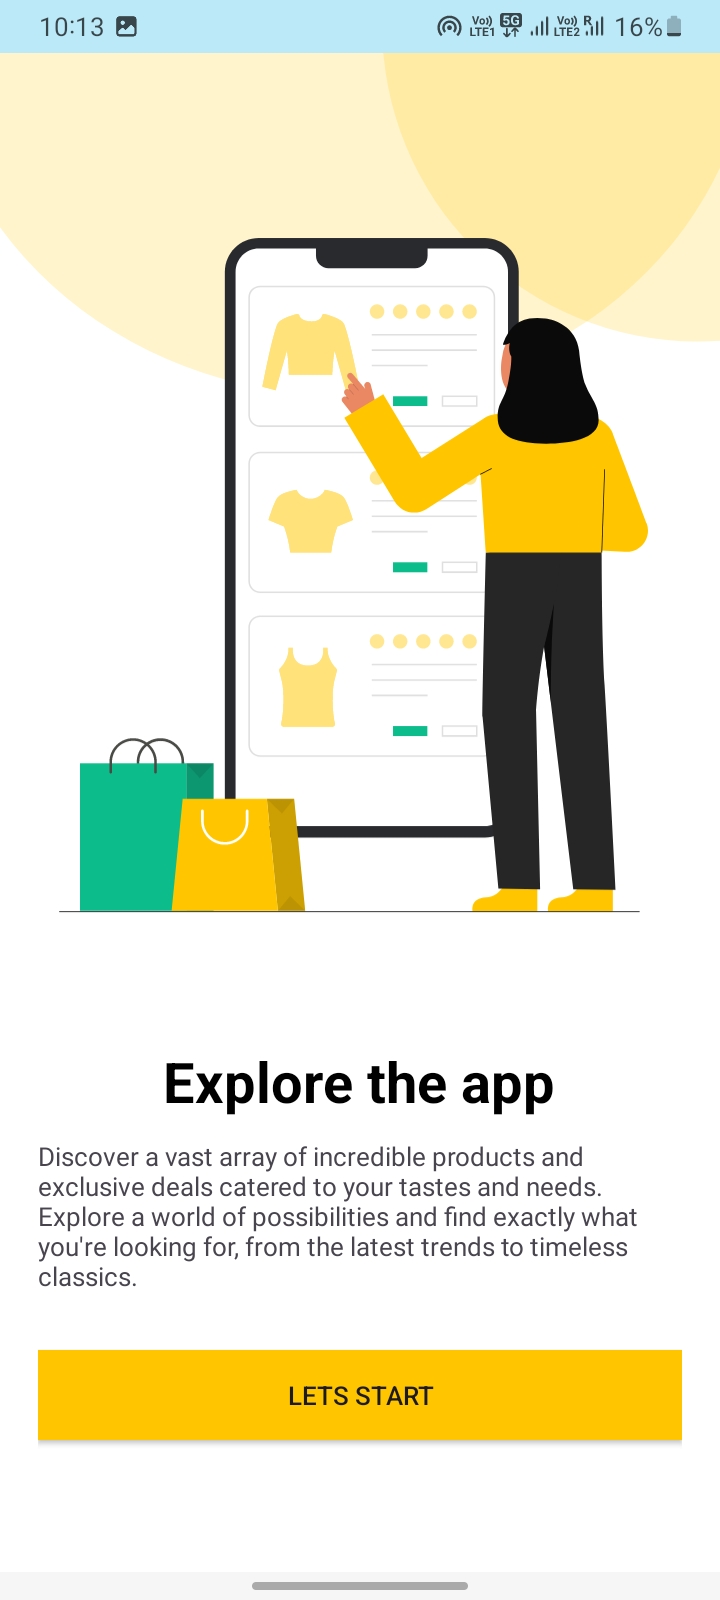 10:13 Vo)) LTE1 5G Vo)) LTE2 R 16%
Explore the app
Discover a vast array of incredible products and
exclusive deals catered to your tastes and needs.
Explore a world of possibilities and find exactly what
you're looking for, from the latest trends to timeless
classics.
LETS START